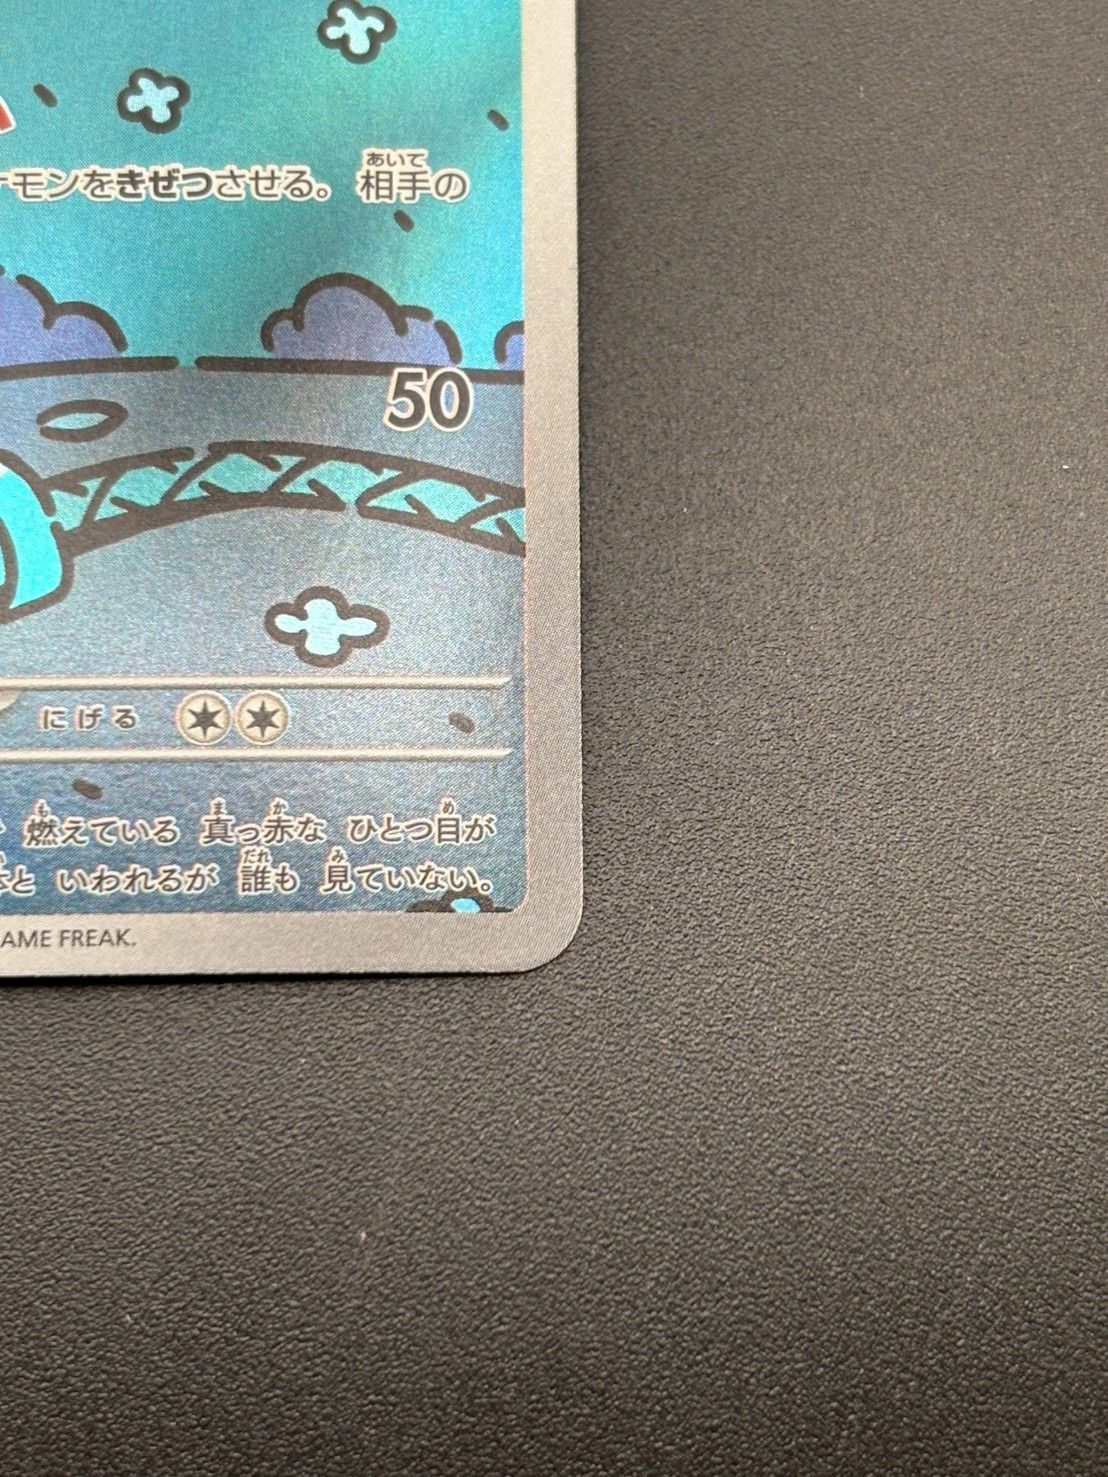 ケモンをきぜつさせる。 相手の
50
にげる
燃えている 真っ赤な ひとつ目が
体と いわれるが 誰も 見ていない。
AME FREAK.